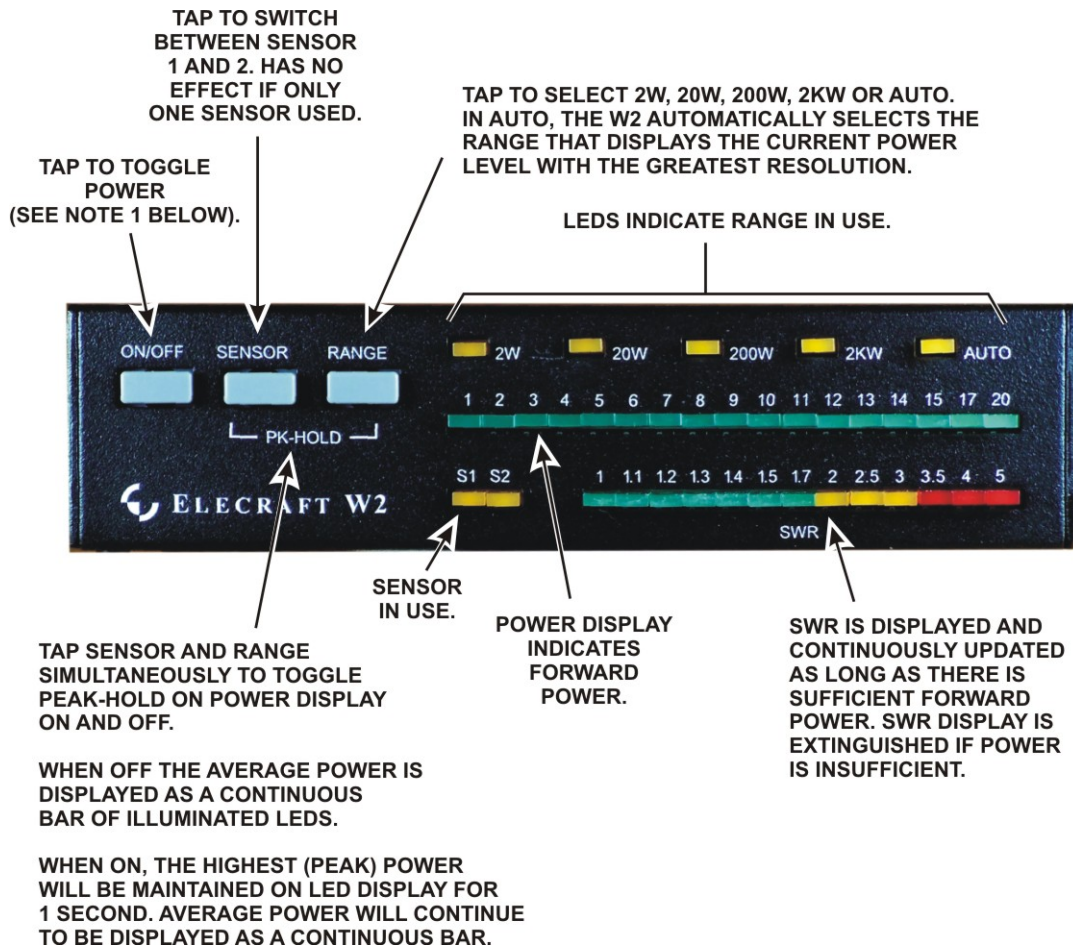 TAP TO SWITCH
BETWEEN SENSOR
1 AND 2. HAS NO
EFFECT IF ONLY
ONE SENSOR USED.
TAP TO SELECT 2W, 20W, 200W, 2KW OR AUTO.
IN AUTO, THE W2 AUTOMATICALLY SELECTS THE
RANGE THAT DISPLAYS THE CURRENT POWER
LEVEL WITH THE GREATEST RESOLUTION.
TAP TO TOGGLE
POWER
(SEE NOTE 1 BELOW).
LEDS INDICATE RANGE IN USE.
ON/OFF SENSOR RANGE
2W 20W 200W 2KW AUTO
1 2 3 4 5 6 7 8 9 10 11 12 13 14 15 17 20
PK-HOLD
S1 S2 1 1.1 1.2 1.3 1.4 1.5 1.7 2 2.5 3 3.5 4 5
ELECRAFT W2
SWR
SENSOR
IN USE.
POWER DISPLAY
INDICATES
FORWARD
POWER.
SWR IS DISPLAYED AND
CONTINUOUSLY UPDATED
AS LONG AS THERE IS
SUFFICIENT FORWARD
POWER. SWR DISPLAY IS
EXTINGUISHED IF POWER
IS INSUFFICIENT.
TAP SENSOR AND RANGE
SIMULTANEOUSLY TO TOGGLE
PEAK-HOLD ON POWER DISPLAY
ON AND OFF.
WHEN OFF THE AVERAGE POWER IS
DISPLAYED AS A CONTINUOUS
BAR OF ILLUMINATED LEDS.
WHEN ON, THE HIGHEST (PEAK) POWER
WILL BE MAINTAINED ON LED DISPLAY FOR
1 SECOND. AVERAGE POWER WILL CONTINUE
TO BE DISPLAYED AS A CONTINUOUS BAR.